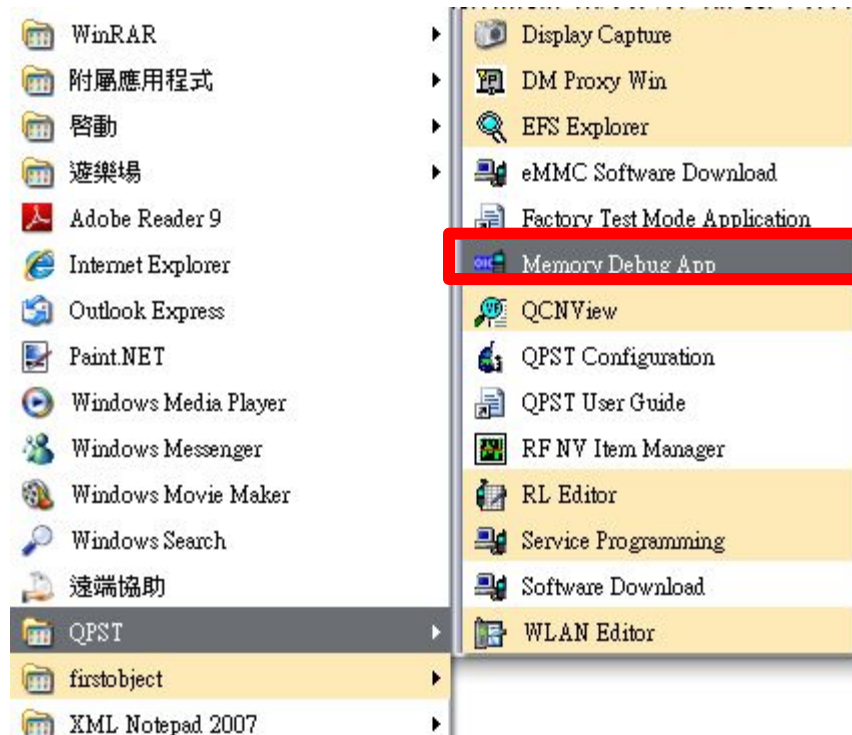 WinRAR
附屬應用程式
啓動
遊樂場
Adobe Reader 9
Internet Explorer
Outlook Express
Paint.NET
Windows Media Player
Windows Messenger
Windows Movie Maker
Windows Search
遠端協助
QPST
firstobject
XML Notepad 2007
Display Capture
DM Proxy Win
EFS Explorer
eMMC Software Download
Factory Test Mode Application
Memory Debug App
QCNView
QPST Configuration
QPST User Guide
RF NV Item Manager
RL Editor
Service Programming
Software Download
WLAN Editor